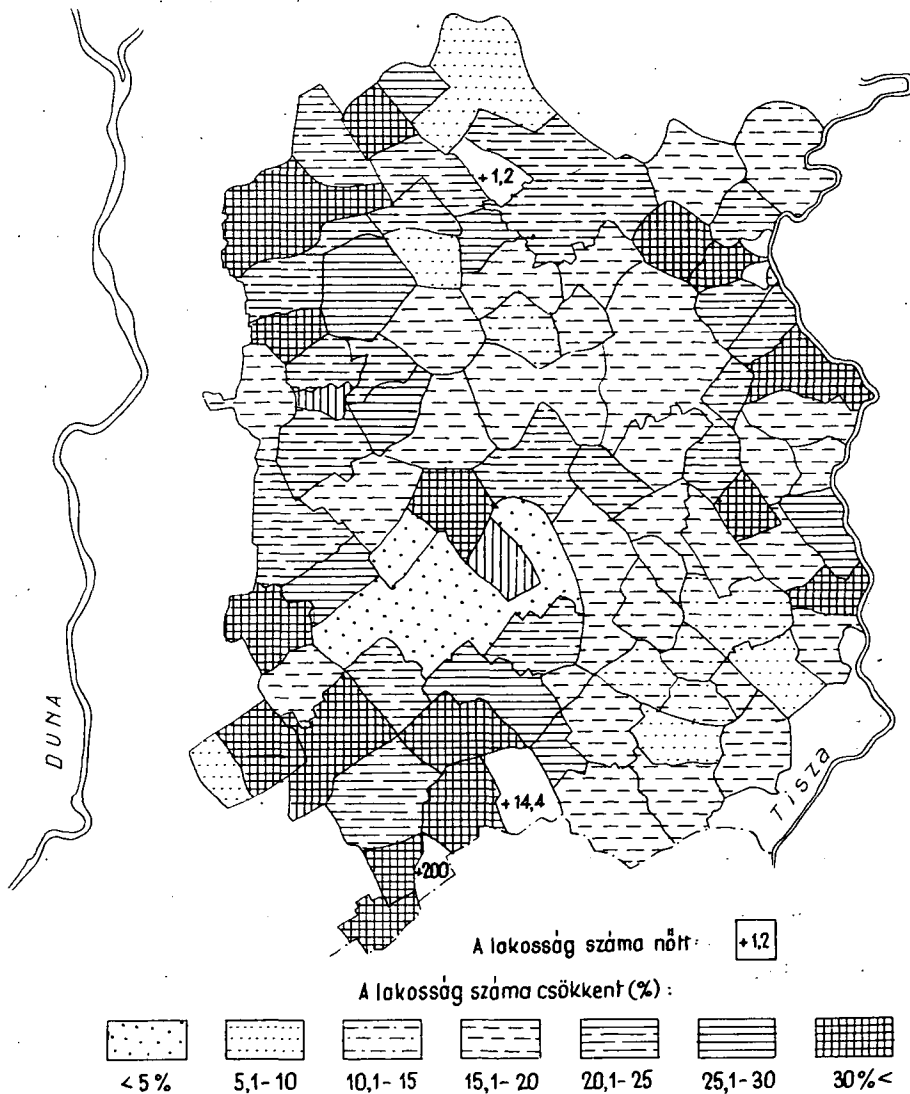 +1,2
DUNA
Tisza
+14,4
+200
A lakosság száma nőtt: +1,2
A lakosság száma csökkent (%) :
< 5 % 5,1-10 10,1-15 15,1-20 20,1-25 25,1-30 30% <